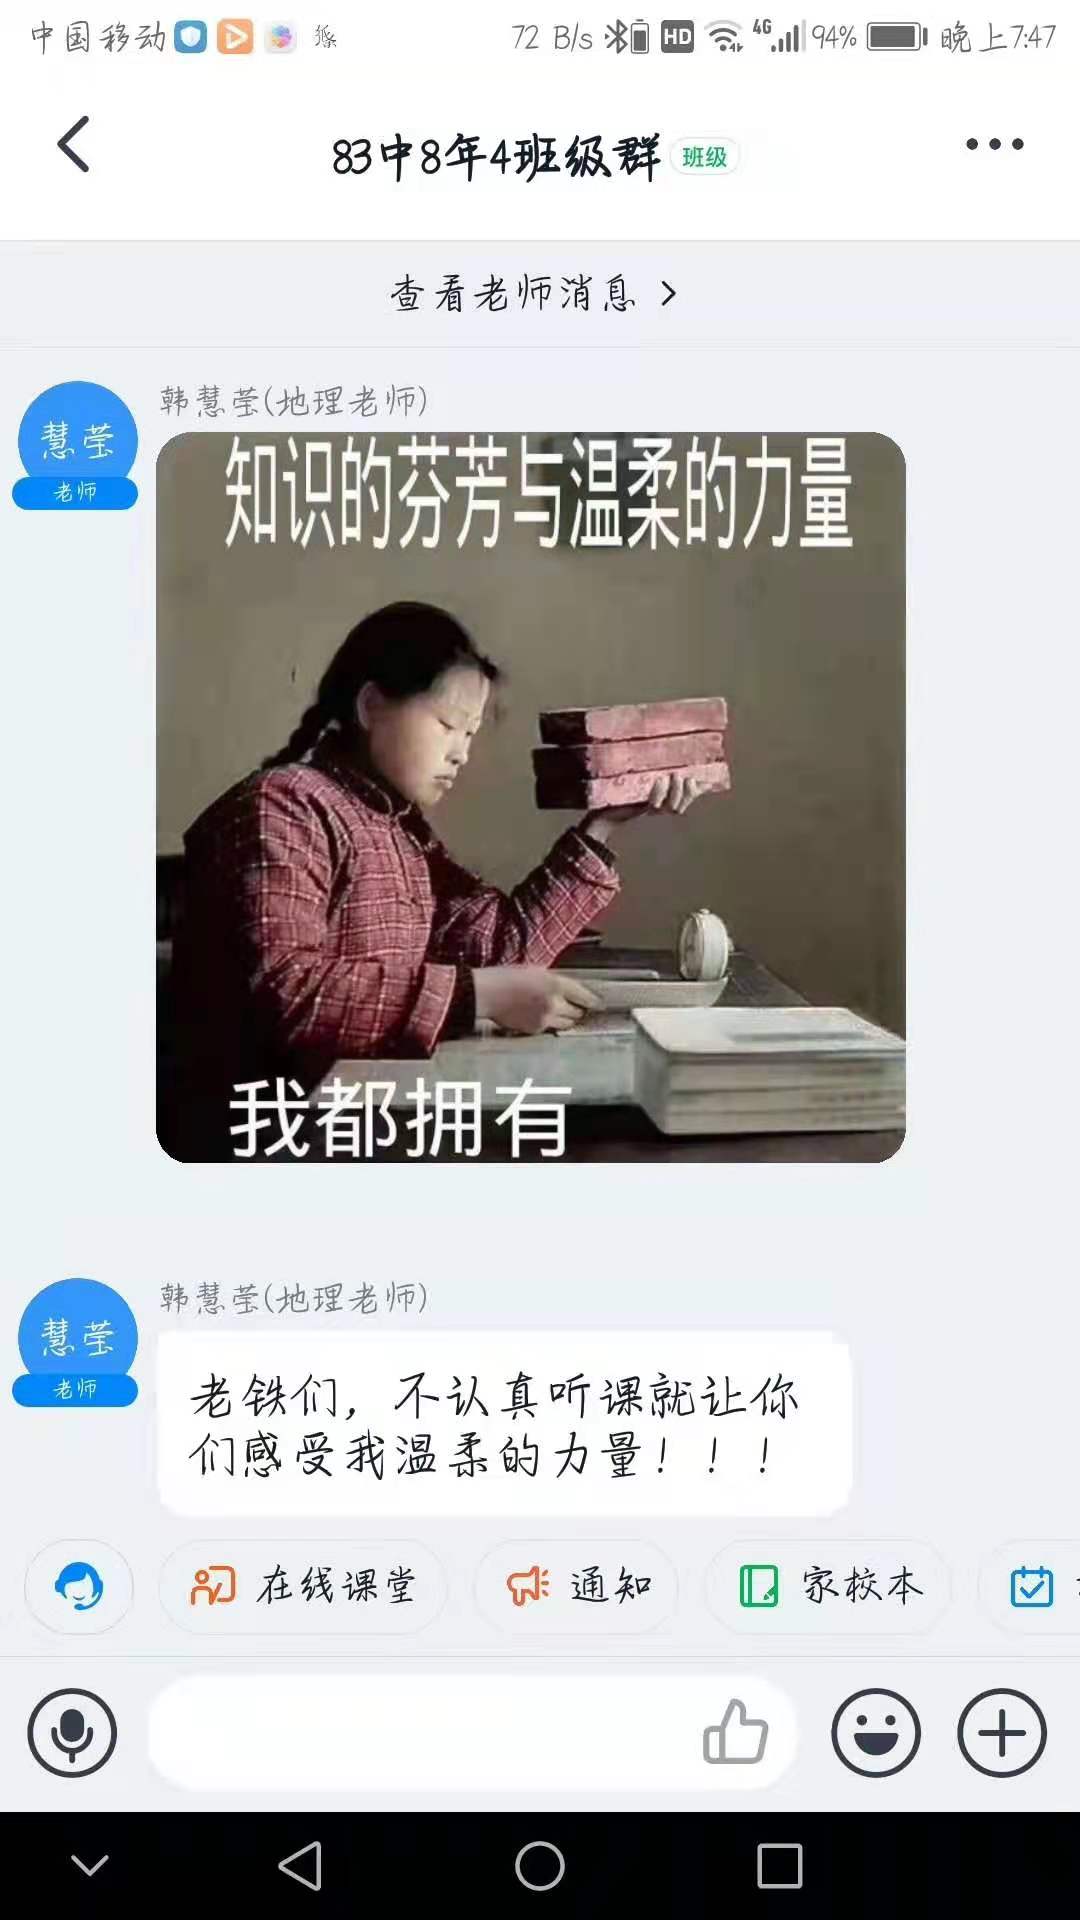 中国移动
72 B/s HD 4G 94% 晚上7:47
83中8年4班级群 班级
查看老师消息
韩慧莹(地理老师)
慧莹
老师
知识的芬芳与温柔的力量
我都拥有
韩慧莹(地理老师)
慧莹
老师
老铁们，不认真听课就让你
们感受我温柔的力量！！！
在线课堂 通知 家校本